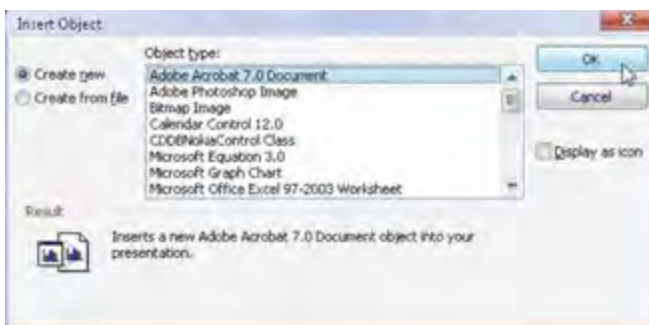 Insert Object
Object type:
Create new
Create from file
Adobe Acrobat 7.0 Document
Adobe Photoshop Image
Bitmap Image
Calendar Control 12.0
CDDBNokiaControl Class
Microsoft Equation 3.0
Microsoft Graph Chart
Microsoft Office Excel 97-2003 Worksheet
OK
Cancel
Display as icon
Result
Inserts a new Adobe Acrobat 7.0 Document object into your
presentation.